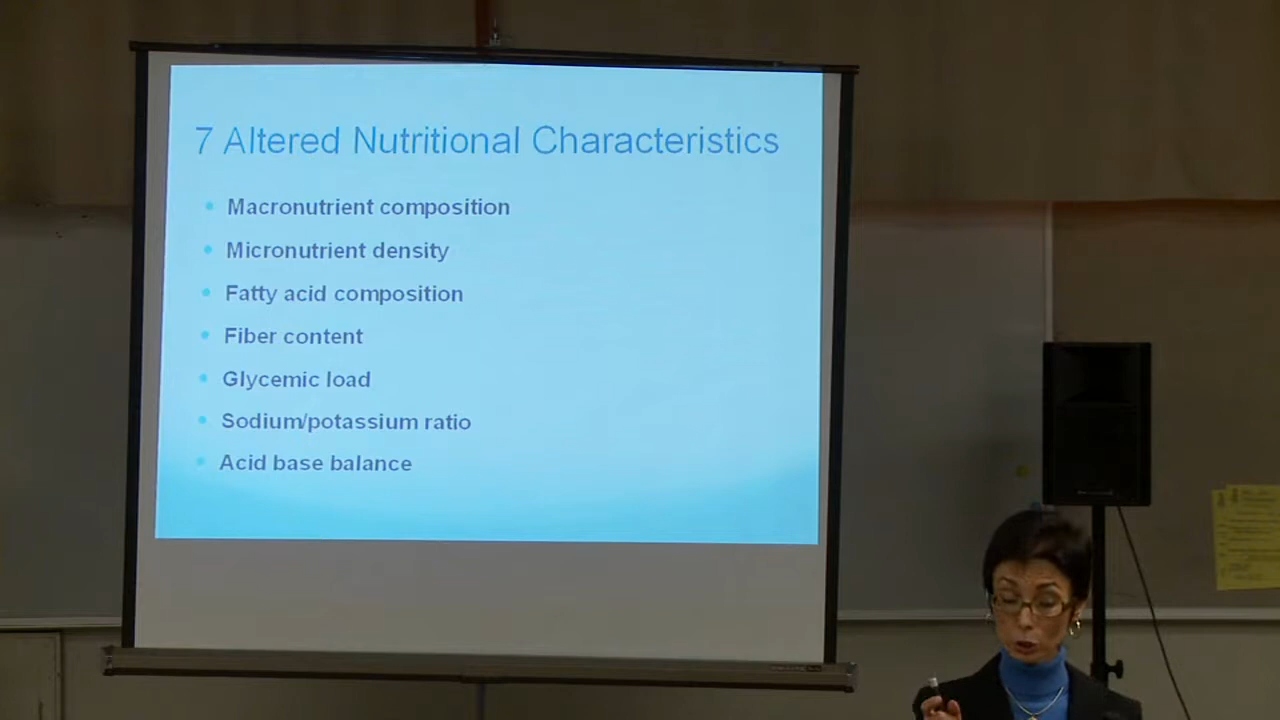 7 Altered Nutritional Characteristics
• Macronutrient composition
• Micronutrient density
• Fatty acid composition
• Fiber content
• Glycemic load
• Sodium/potassium ratio
• Acid base balance